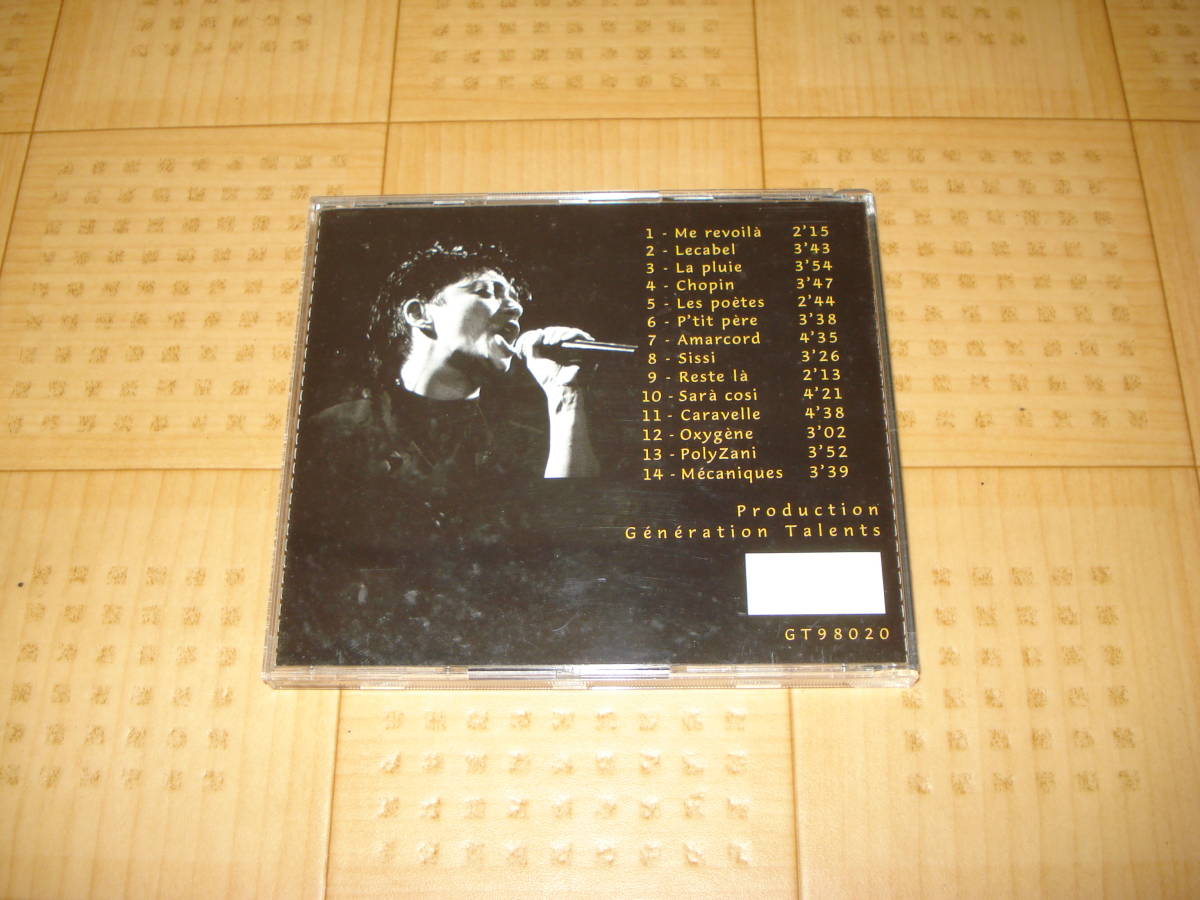 1 - Me revoilà 2'15
2 - Lecabel 3'43
3 - La pluie 3'54
4 - Chopin 3'47
5 - Les poètes 2'44
6 - P'tit père 3'38
7 - Amarcord 4'35
8 - Sissi 3'26
9 - Reste là 2'13
10 - Sarà cosi 4'21
11 - Caravelle 4'38
12 - Oxygène 3'02
13 - PolyZani 3'52
14 - Mécaniques 3'39
Production
Génération Talents
GT98020